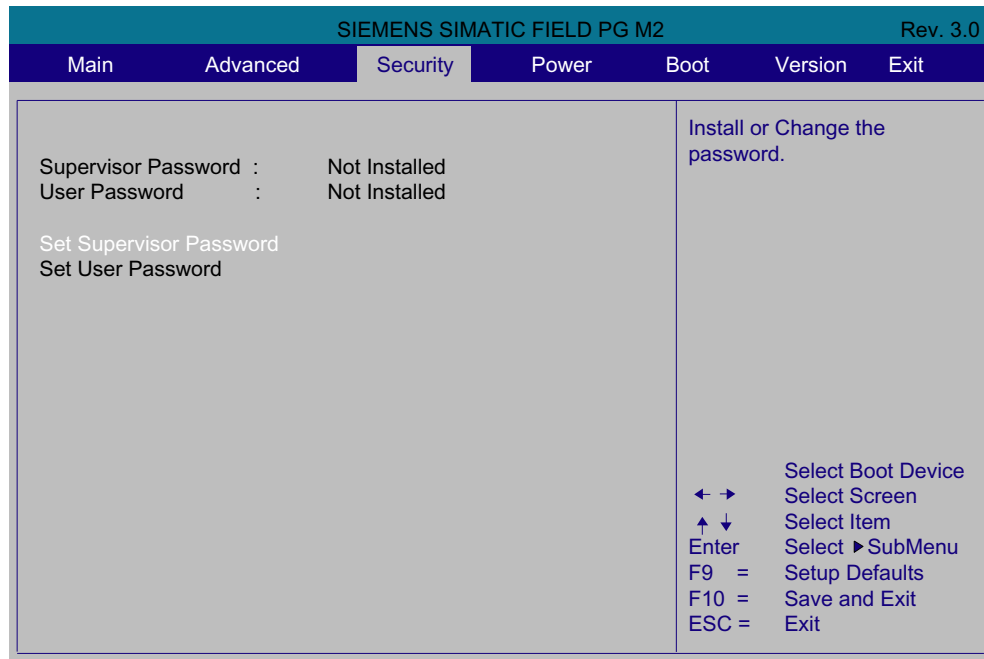 SIEMENS SIMATIC FIELD PG M2 Rev. 3.0
Main Advanced Security Power Boot Version Exit
Supervisor Password : Not Installed
User Password : Not Installed
Set Supervisor Password
Set User Password
Install or Change the
password.
Select Boot Device
← → Select Screen
↑ ↓ Select Item
Enter Select ▶ SubMenu
F9 = Setup Defaults
F10 = Save and Exit
ESC = Exit